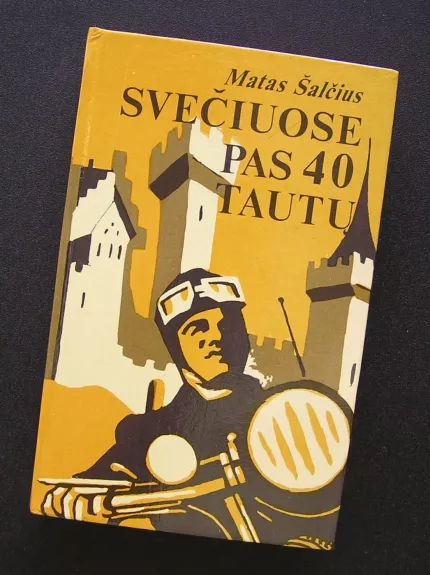 Matas Šalčius
SVEČIUOSE
PAS 40
TAUTŲ